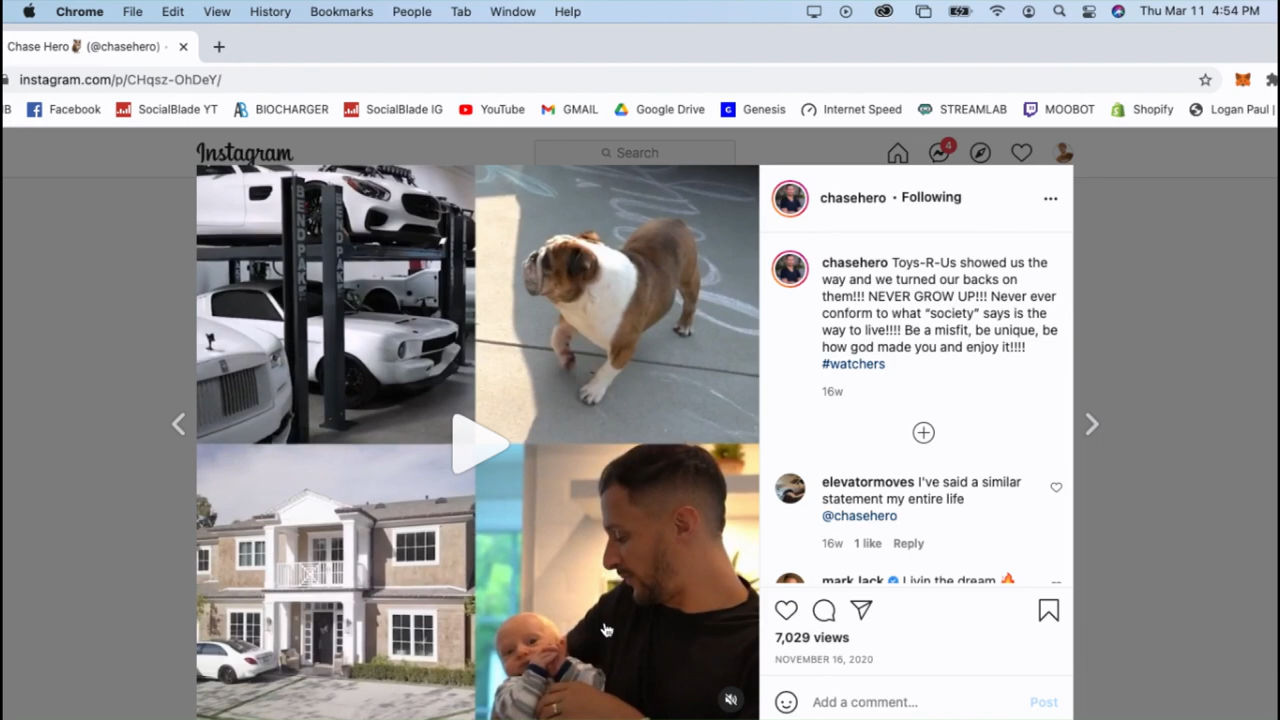 Chrome File Edit View History Bookmarks People Tab Window Help Thu Mar 11 4:54 PM
Chase Hero (@chasehero) ·
instagram.com/p/CHqsz-OhDeY/
Facebook SocialBlade YT BIOCHARGER SocialBlade IG YouTube GMAIL Google Drive Genesis Internet Speed STREAMLAB MOOBOT Shopify Logan Paul |
Instagram
Search
4
BENDPAK
BENDPAK
chasehero • Following
chasehero Toys-R-Us showed us the
way and we turned our backs on
them!!! NEVER GROW UP!!! Never ever
conform to what “society” says is the
way to live!!!! Be a misfit, be unique, be
how god made you and enjoy it!!!!
#watchers
16w
elevatormoves I've said a similar
statement my entire life
@chasehero
16w 1 like Reply
mark.lack Livin the dream 🔥
7,029 views
NOVEMBER 16, 2020
Add a comment... Post